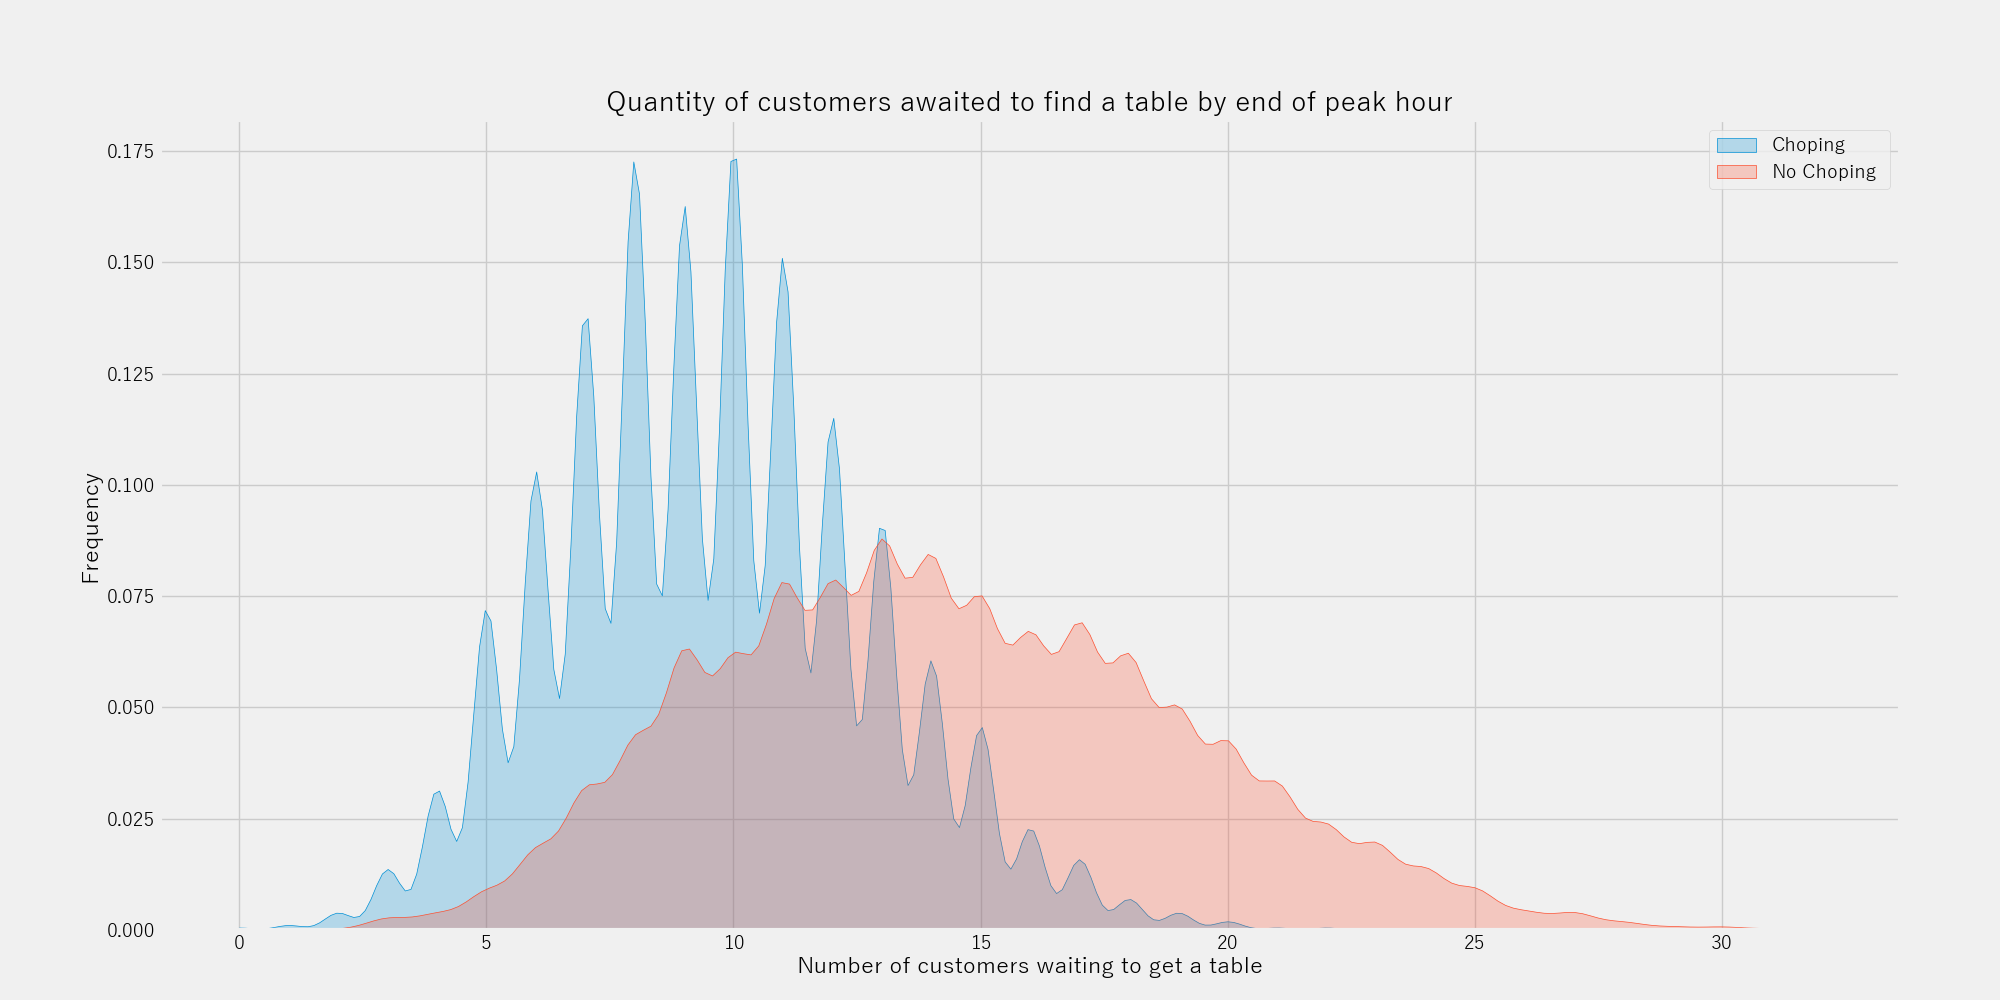 Quantity of customers awaited to find a table by end of peak hour
Choping
No Choping
0.175
0.150
0.125
0.100
0.075
0.050
0.025
0.000
Frequency
0 5 10 15 20 25 30
Number of customers waiting to get a table